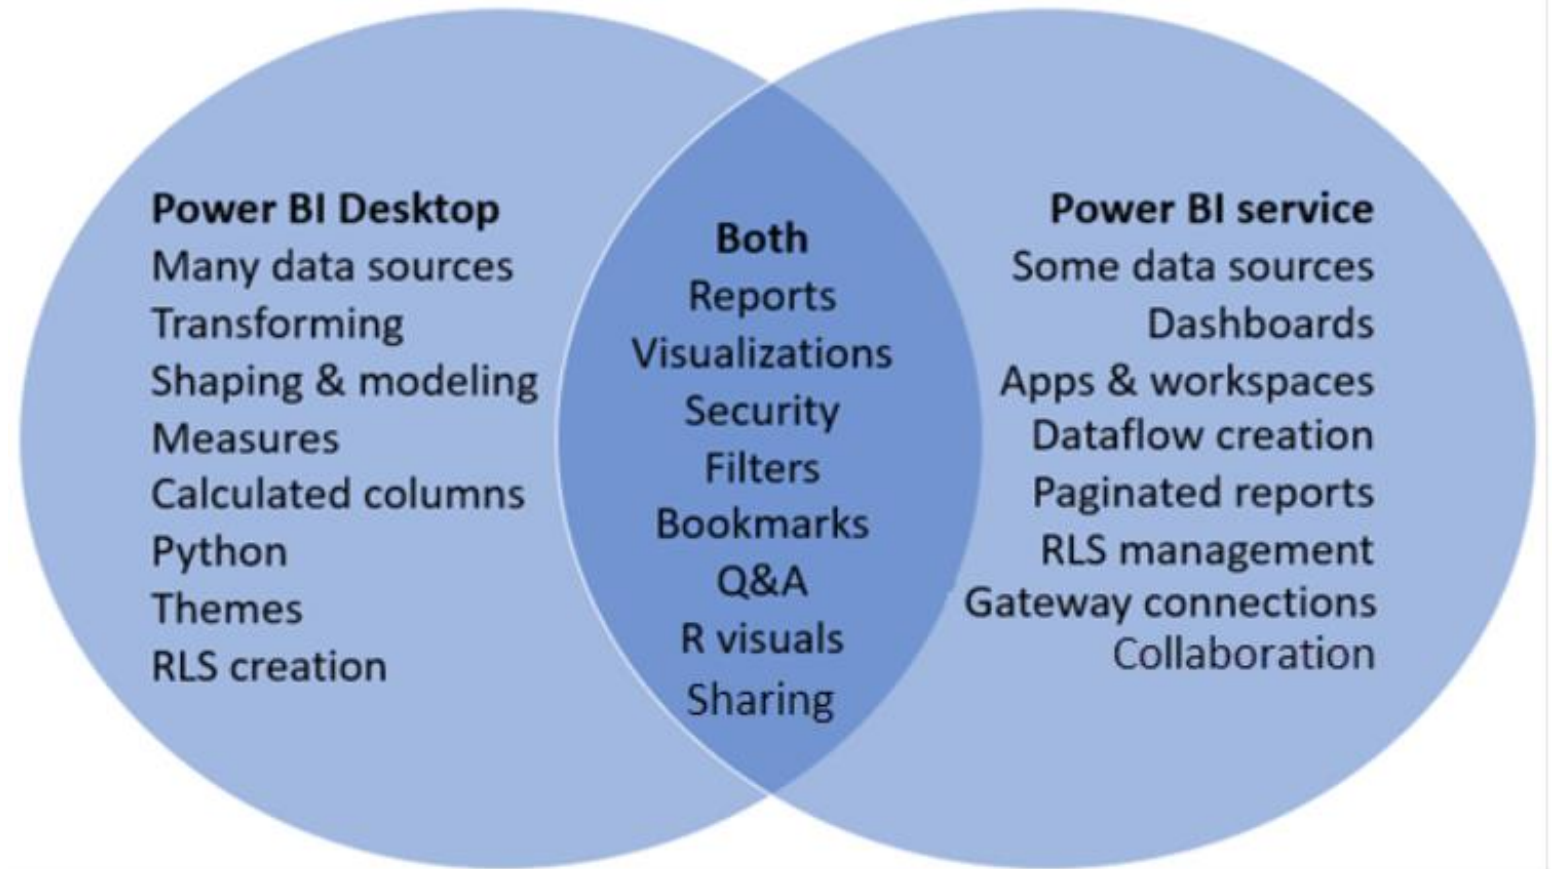 Power BI Desktop
Many data sources
Transforming
Shaping & modeling
Measures
Calculated columns
Python
Themes
RLS creation
Both
Reports
Visualizations
Security
Filters
Bookmarks
Q&A
R visuals
Sharing
Power BI service
Some data sources
Dashboards
Apps & workspaces
Dataflow creation
Paginated reports
RLS management
Gateway connections
Collaboration